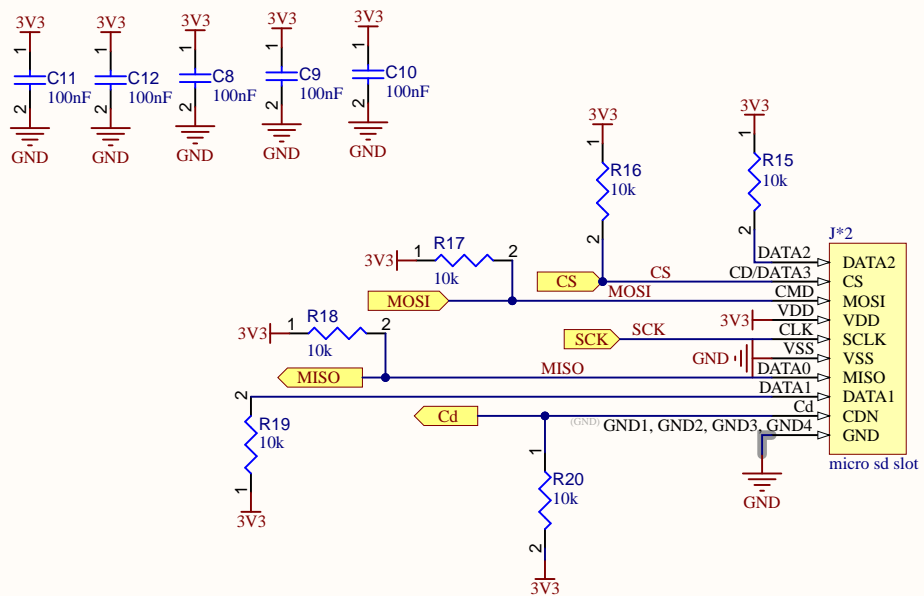 3V3 3V3 3V3 3V3 3V3
1 1 1 1 1
C11 C12 C8 C9 C10
100nF 100nF 100nF 100nF 100nF
2 2 2 2 2
GND GND GND GND GND
3V3 3V3
1 1
R16 R15
10k 10k
2 2
J*2
R17
3V3 1 2
10k
DATA2 DATA2
CS CS CD/DATA3 CS
MOSI MOSI CMD MOSI
R18
3V3 1 2
10k
3V3 VDD VDD
SCK SCK CLK SCLK
GND VSS VSS
MISO MISO DATA0 MISO
DATA1 DATA1
2
R19
10k
1
3V3
Cd Cd CDN
(GND) GND1, GND2, GND3, GND4 GND
micro sd slot
GND
1
R20
10k
2
3V3